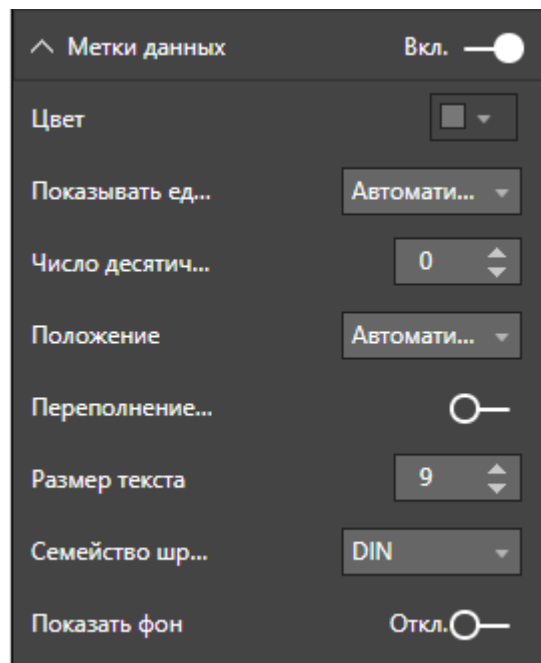 Метки данных Вкл.
Цвет
Показывать ед... Автомати...
Число десятич... 0
Положение Автомати...
Переполнение...
Размер текста 9
Семейство шр... DIN
Показать фон Откл.